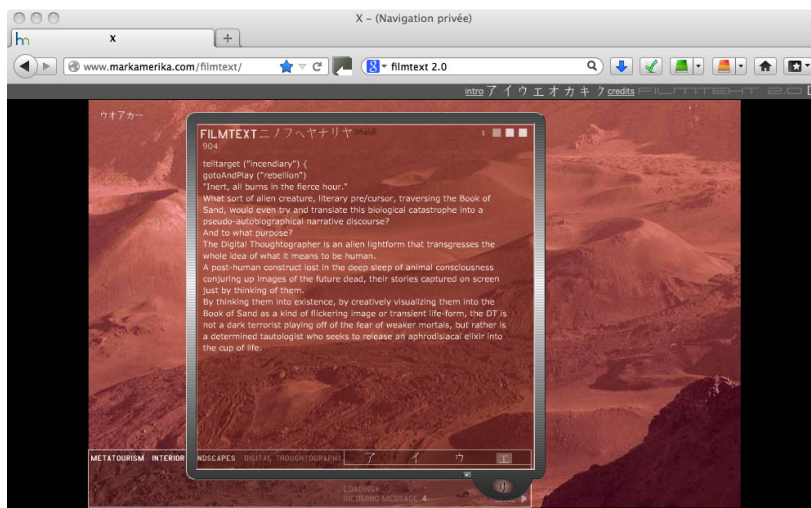 X – (Navigation privée)
X
www.markamerika.com/filmtext/
filmtext 2.0
intro アイウエオカキク credits FILMTEXT 2.0
ウオアカー
FILMTEXT ニノフヘヤナリヤ
1
904
telltarget ("incendiary") {
gotoAndPlay ("rebellion")
"Inert, all burns in the fierce hour."
What sort of alien creature, literary pre/cursor, traversing the Book of
Sand, would even try and translate this biological catastrophe into a
pseudo-autobiographical narrative discourse?
And to what purpose?
The Digital Thoughtographer is an alien lightform that transgresses the
whole idea of what it means to be human.
A post-human construct lost in the deep sleep of animal consciousness
conjuring up images of the future dead, their stories captured on screen
just by thinking of them.
By thinking them into existence, by creatively visualizing them into the
Book of Sand as a kind of flickering image or transient life-form, the DT is
not a dark terrorist playing off of the fear of weaker mortals, but rather is
a determined tautologist who seeks to release an aphrodisiacal elixir into
the cup of life.
METATOURISM INTERIOR NDSCAPES DIGITAL THOUGHTOGRAPHY
ア イ ウ エ
リ
LOADING
INCOMING MESSAGE 4